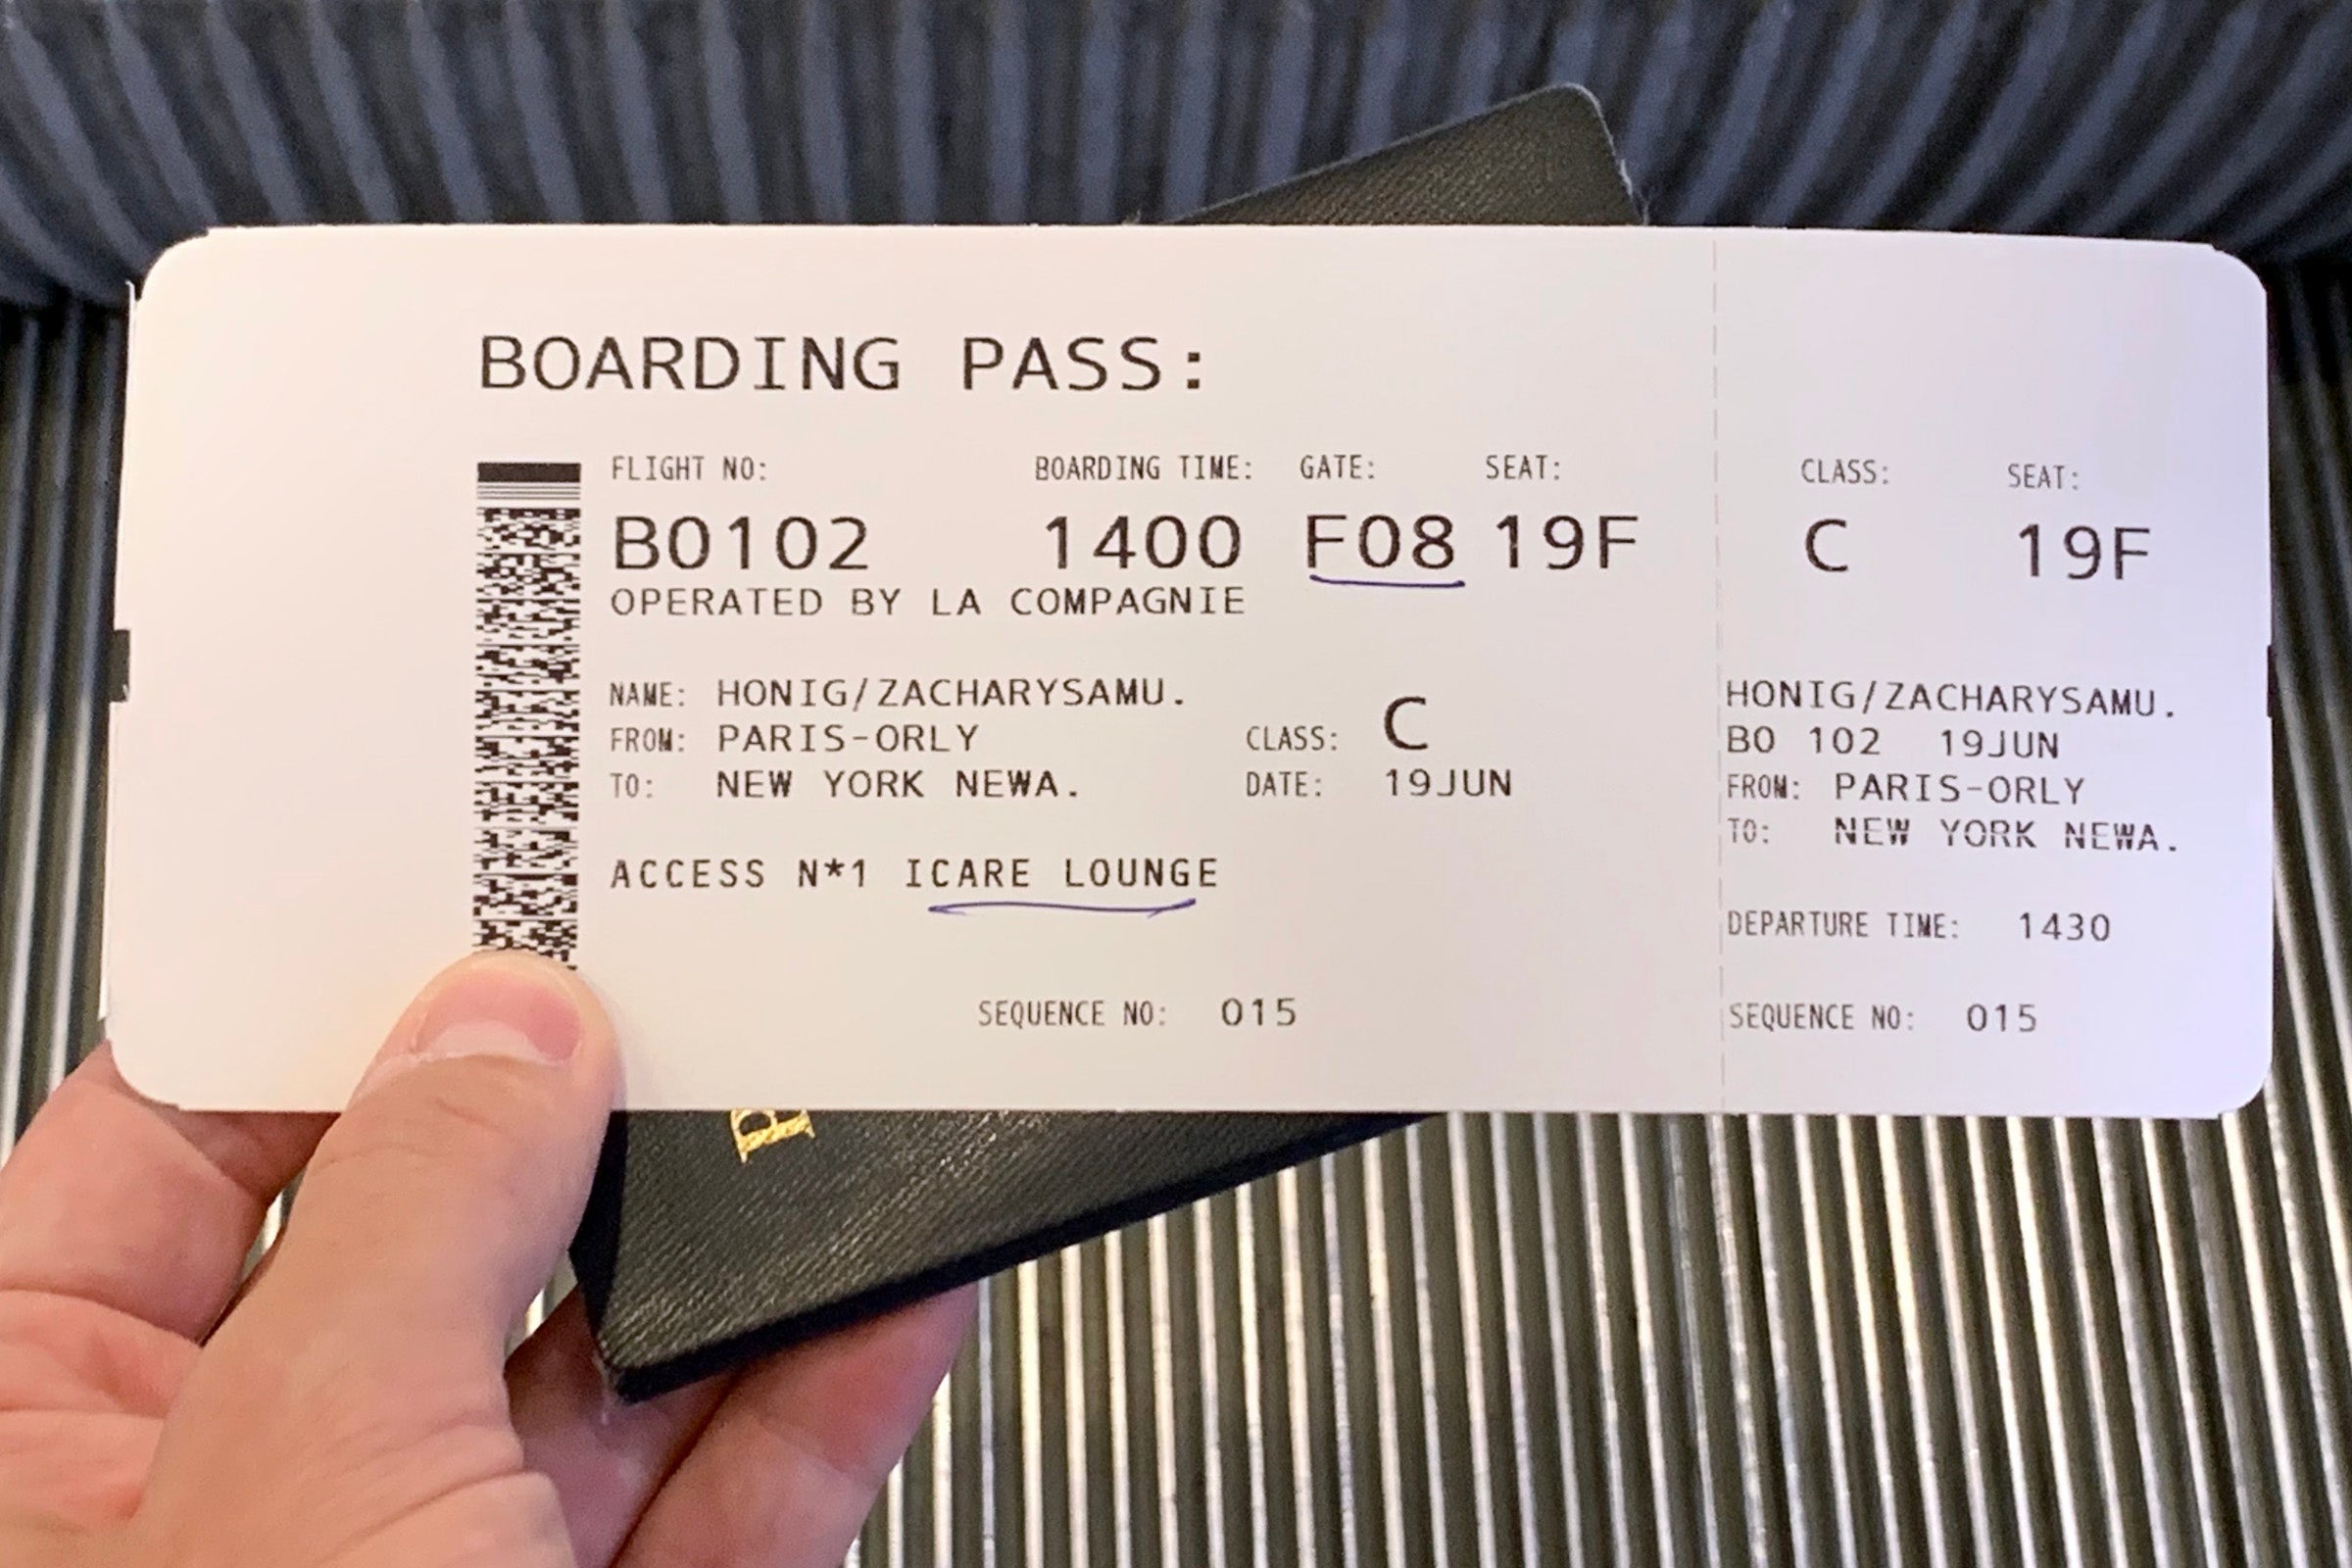 BOARDING PASS:
FLIGHT NO: BOARDING TIME: GATE: SEAT:
B0102 1400 F08 19F
OPERATED BY LA COMPAGNIE
NAME: HONIG/ZACHARYSAMU.
FROM: PARIS-ORLY CLASS: C
TO: NEW YORK NEWA. DATE: 19JUN
ACCESS N*1 ICARE LOUNGE
SEQUENCE NO: 015
CLASS: SEAT:
C 19F
HONIG/ZACHARYSAMU.
BO 102 19JUN
FROM: PARIS-ORLY
TO: NEW YORK NEWA.
DEPARTURE TIME: 1430
SEQUENCE NO: 015